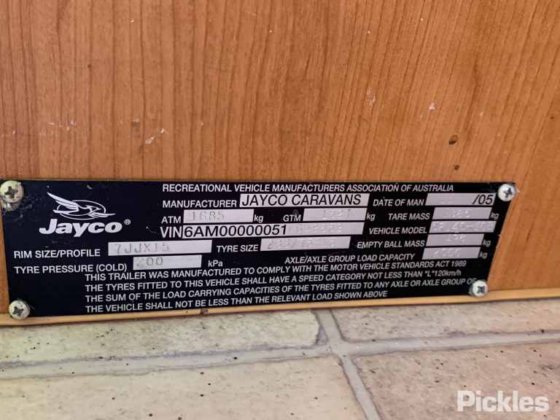 RECREATIONAL VEHICLE MANUFACTURERS ASSOCIATION OF AUSTRALIA
MANUFACTURER JAYCO CARAVANS DATE OF MAN /05
ATM kg GTM kg TARE MASS kg
Jayco®
VIN 6AM00000051 VEHICLE MODEL
RIM SIZE/PROFILE 7JJX15 TYRE SIZE EMPTY BALL MASS kg
TYRE PRESSURE (COLD) 200 kPa AXLE/AXLE GROUP LOAD CAPACITY kg
THIS TRAILER WAS MANUFACTURED TO COMPLY WITH THE MOTOR VEHICLE STANDARDS ACT 1989
THE TYRES FITTED TO THIS VEHICLE SHALL HAVE A SPEED CATEGORY NOT LESS THAN "L"120km/h
THE SUM OF THE LOAD CARRYING CAPACITIES OF THE TYRES FITTED TO ANY AXLE OR AXLE GROUP OF
THE VEHICLE SHALL NOT BE LESS THAN THE RELEVANT LOAD SHOWN ABOVE
Pickles